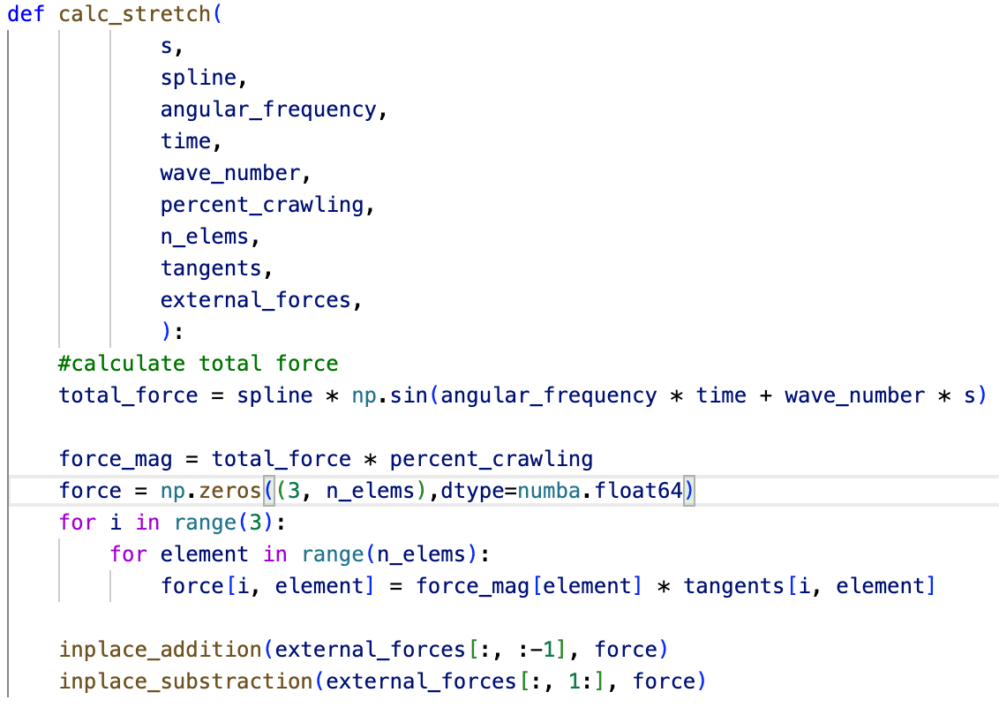 def calc_stretch(
s,
spline,
angular_frequency,
time,
wave_number,
percent_crawling,
n_elems,
tangents,
external_forces,
):
#calculate total force
total_force = spline * np.sin(angular_frequency * time + wave_number * s)
force_mag = total_force * percent_crawling
force = np.zeros((3, n_elems),dtype=numba.float64)
for i in range(3):
for element in range(n_elems):
force[i, element] = force_mag[element] * tangents[i, element]
inplace_addition(external_forces[:, :-1], force)
inplace_substraction(external_forces[:, 1:], force)